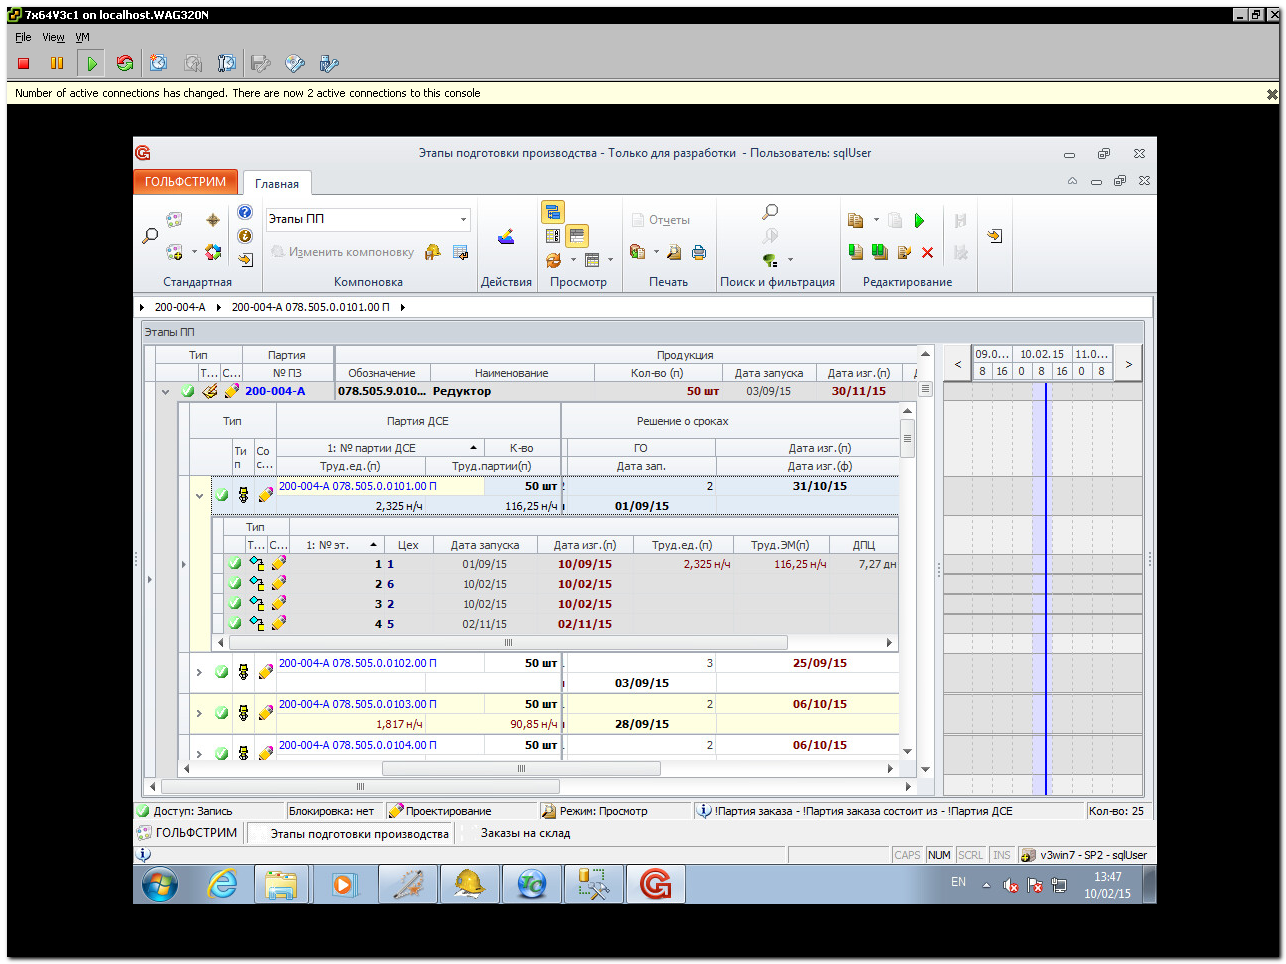 7x64V3c1 on localhost.WAG320N
File View VM
Number of active connections has changed. There are now 2 active connections to this console
Этапы подготовки производства - Только для разработки - Пользователь: sqlUser
ГОЛЬФСТРИМ Главная
Этапы ПП
Отчеты
Изменить компоновку
Стандартная Компоновка Действия Просмотр Печать Поиск и фильтрация Редактирование
200-004-А 200-004-А 078.505.0.0101.00 П
Этапы ПП
Тип Партия Продукция
Т... С... № ПЗ Обозначение Наименование Кол-во (п) Дата запуска Дата изг.(п)
< 09.0... 10.02.15 11.0... >
8 16 0 8 16 0 8
200-004-А 078.505.9.010... Редуктор 50 шт 03/09/15 30/11/15
Тип Партия ДСЕ Решение о сроках
Ти п Со с... 1: № партии ДСЕ К-во ГО Дата изг.(п)
Труд.ед.(п) Труд.партии(п) Дата зап. Дата изг.(ф)
200-004-А 078.505.0.0101.00 П 50 шт 2 31/10/15
2,325 н/ч 116,25 н/ч 01/09/15
Тип
Т... С... 1: № эт. Цех Дата запуска Дата изг.(п) Труд.ед.(п) Труд.ЭМ(п) ДПЦ
1 1 01/09/15 10/09/15 2,325 н/ч 116,25 н/ч 7,27 дн
2 6 10/02/15 10/02/15
3 2 10/02/15 10/02/15
4 5 02/11/15 02/11/15
200-004-А 078.505.0.0102.00 П 50 шт 3 25/09/15
03/09/15
200-004-А 078.505.0.0103.00 П 50 шт 2 06/10/15
1,817 н/ч 90,85 н/ч 28/09/15
200-004-А 078.505.0.0104.00 П 50 шт 2 06/10/15
Доступ: Запись Блокировка: нет Проектирование Режим: Просмотр !Партия заказа - !Партия заказа состоит из - !Партия ДСЕ Кол-во: 25
ГОЛЬФСТРИМ Этапы подготовки производства Заказы на склад
CAPS NUM SCRL INS v3win7 - SP2 - sqlUser
EN 13:47
10/02/15